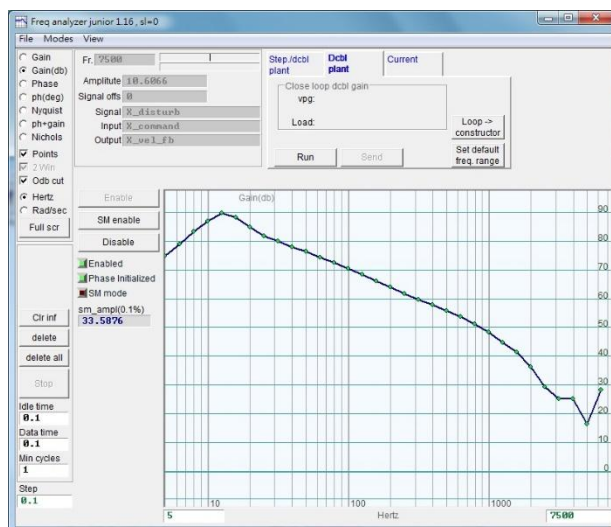 Freq analyzer junior 1.16 , sl=0
File Modes View
Gain
Gain(db)
Phase
ph(deg)
Nyquist
ph+gain
Nichols
Points
2 Win
0db cut
Hertz
Rad/sec
Full scr
Clr inf
delete
delete all
Stop
Idle time
0.1
Data time
0.1
Min cycles
1
Step
0.1
Fr. 7500
Amplitude 10.6066
Signal offs 0
Signal X_disturb
Input X_command
Output X_vel_fb
Step./dcbl plant
Dcbl plant
Current
Close loop dcbl gain
vpg:
Load:
Run
Send
Loop -> constructor
Set default freq. range
Enable
SM enable
Disable
Enabled
Phase Initialized
SM mode
sm_ampl(0.1%)
33.5876
Gain(db)
90
80
70
60
50
40
30
20
10
0
10 100 1000
5 Hertz 7500